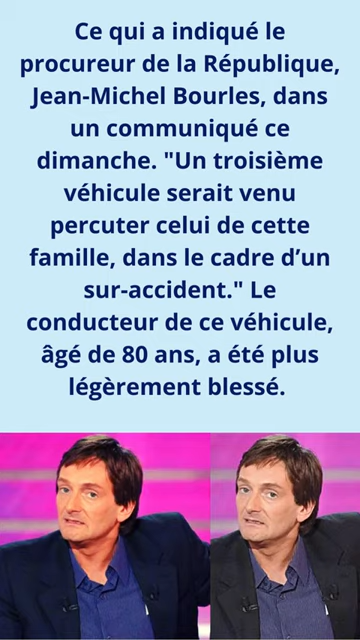 Ce qui a indiqué le
procureur de la République,
Jean-Michel Bourles, dans
un communiqué ce
dimanche. "Un troisième
véhicule serait venu
percuter celui de cette
famille, dans le cadre d’un
sur-accident." Le
conducteur de ce véhicule,
âgé de 80 ans, a été plus
légèrement blessé.